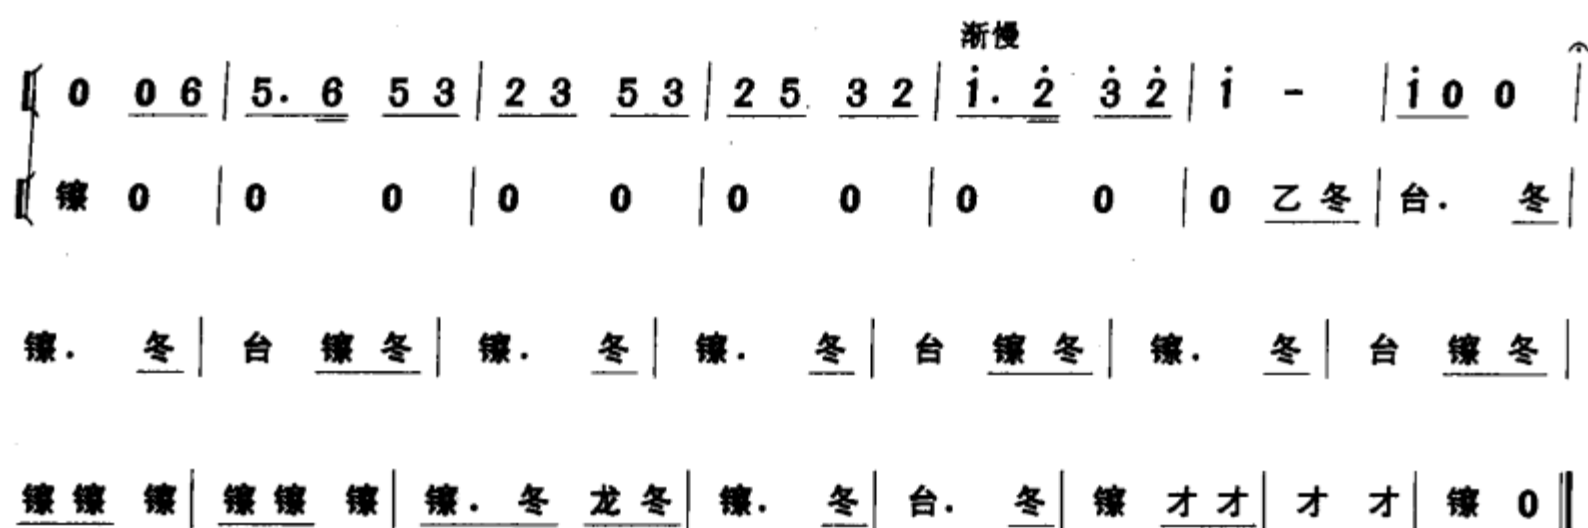 渐慢
0 0 6 | 5. 6 5 3 | 2 3 5 3 | 2 5 3 2 | i. 2̇ 3̇ 2̇ | i - | i 0 0 |
镲 0 | 0 0 | 0 0 | 0 0 | 0 0 | 0 乙 冬 | 台. 冬 |
镲. 冬 | 台 镲 冬 | 镲. 冬 | 镲. 冬 | 台 镲 冬 | 镲. 冬 | 台 镲 冬 |
镲 镲 镲 | 镲 镲 镲 | 镲. 冬 龙 冬 | 镲. 冬 | 台. 冬 | 镲 才 才 | 才 才 | 镲 0 ‖